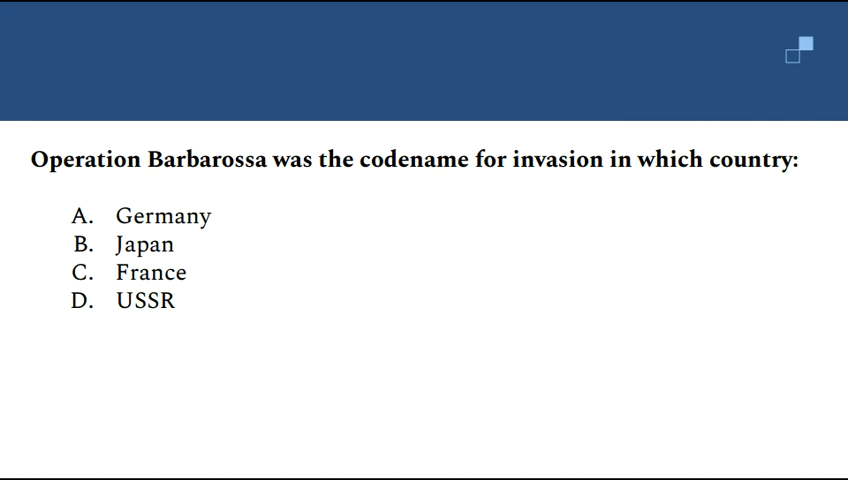 Operation Barbarossa was the codename for invasion in which country:
A. Germany
B. Japan
C. France
D. USSR